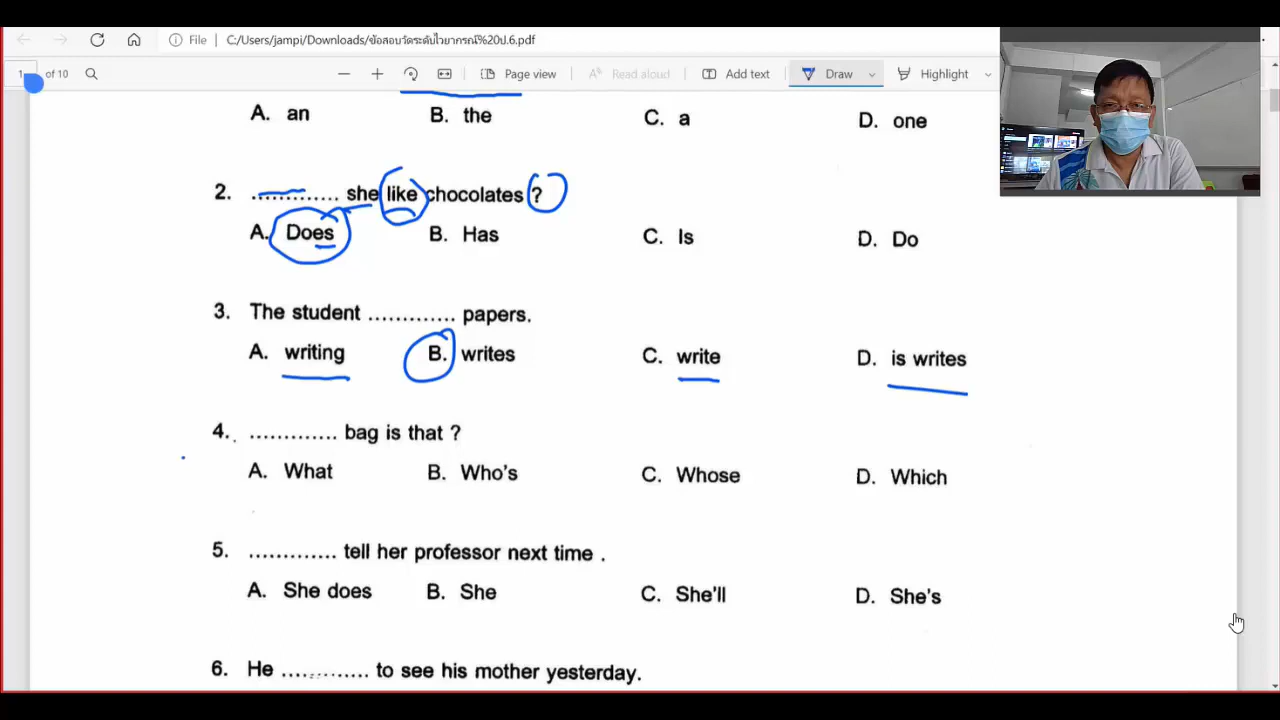 File C:/Users/jampi/Downloads/ข้อสอบวัดระดับไวยากรณ์%20ป.6.pdf
1 of 10 Page view Read aloud Add text Draw Highlight
A. an B. the C. a D. one
2. ............. she like chocolates ?
A. Does B. Has C. Is D. Do
3. The student ............. papers.
A. writing B. writes C. write D. is writes
4. ............. bag is that ?
A. What B. Who's C. Whose D. Which
5. ............. tell her professor next time .
A. She does B. She C. She'll D. She's
6. He ............. to see his mother yesterday.